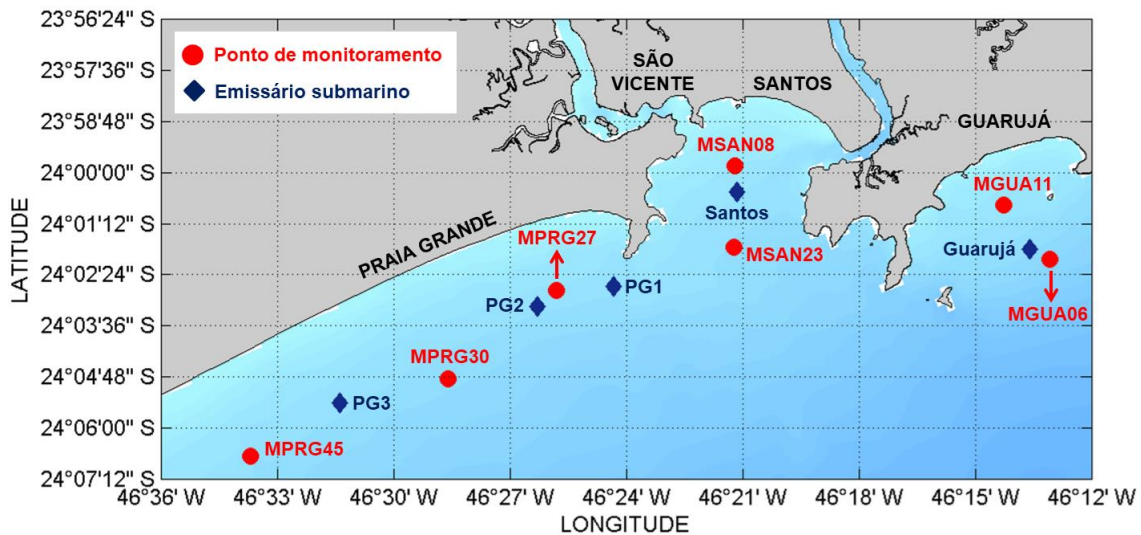 23°56'24" S
Ponto de monitoramento
Emissário submarino
SÃO
VICENTE
SANTOS
23°57'36" S
23°58'48" S
GUARUJÁ
MSAN08
24°00'00" S
MGUA11
Santos
24°01'12" S
PRAIA GRANDE
MPRG27
MSAN23
Guarujá
24°02'24" S
PG1
PG2
MGUA06
24°03'36" S
MPRG30
24°04'48" S
PG3
24°06'00" S
MPRG45
24°07'12" S
LATITUDE
46°36' W 46°33' W 46°30' W 46°27' W 46°24' W 46°21' W 46°18' W 46°15' W 46°12' W
LONGITUDE